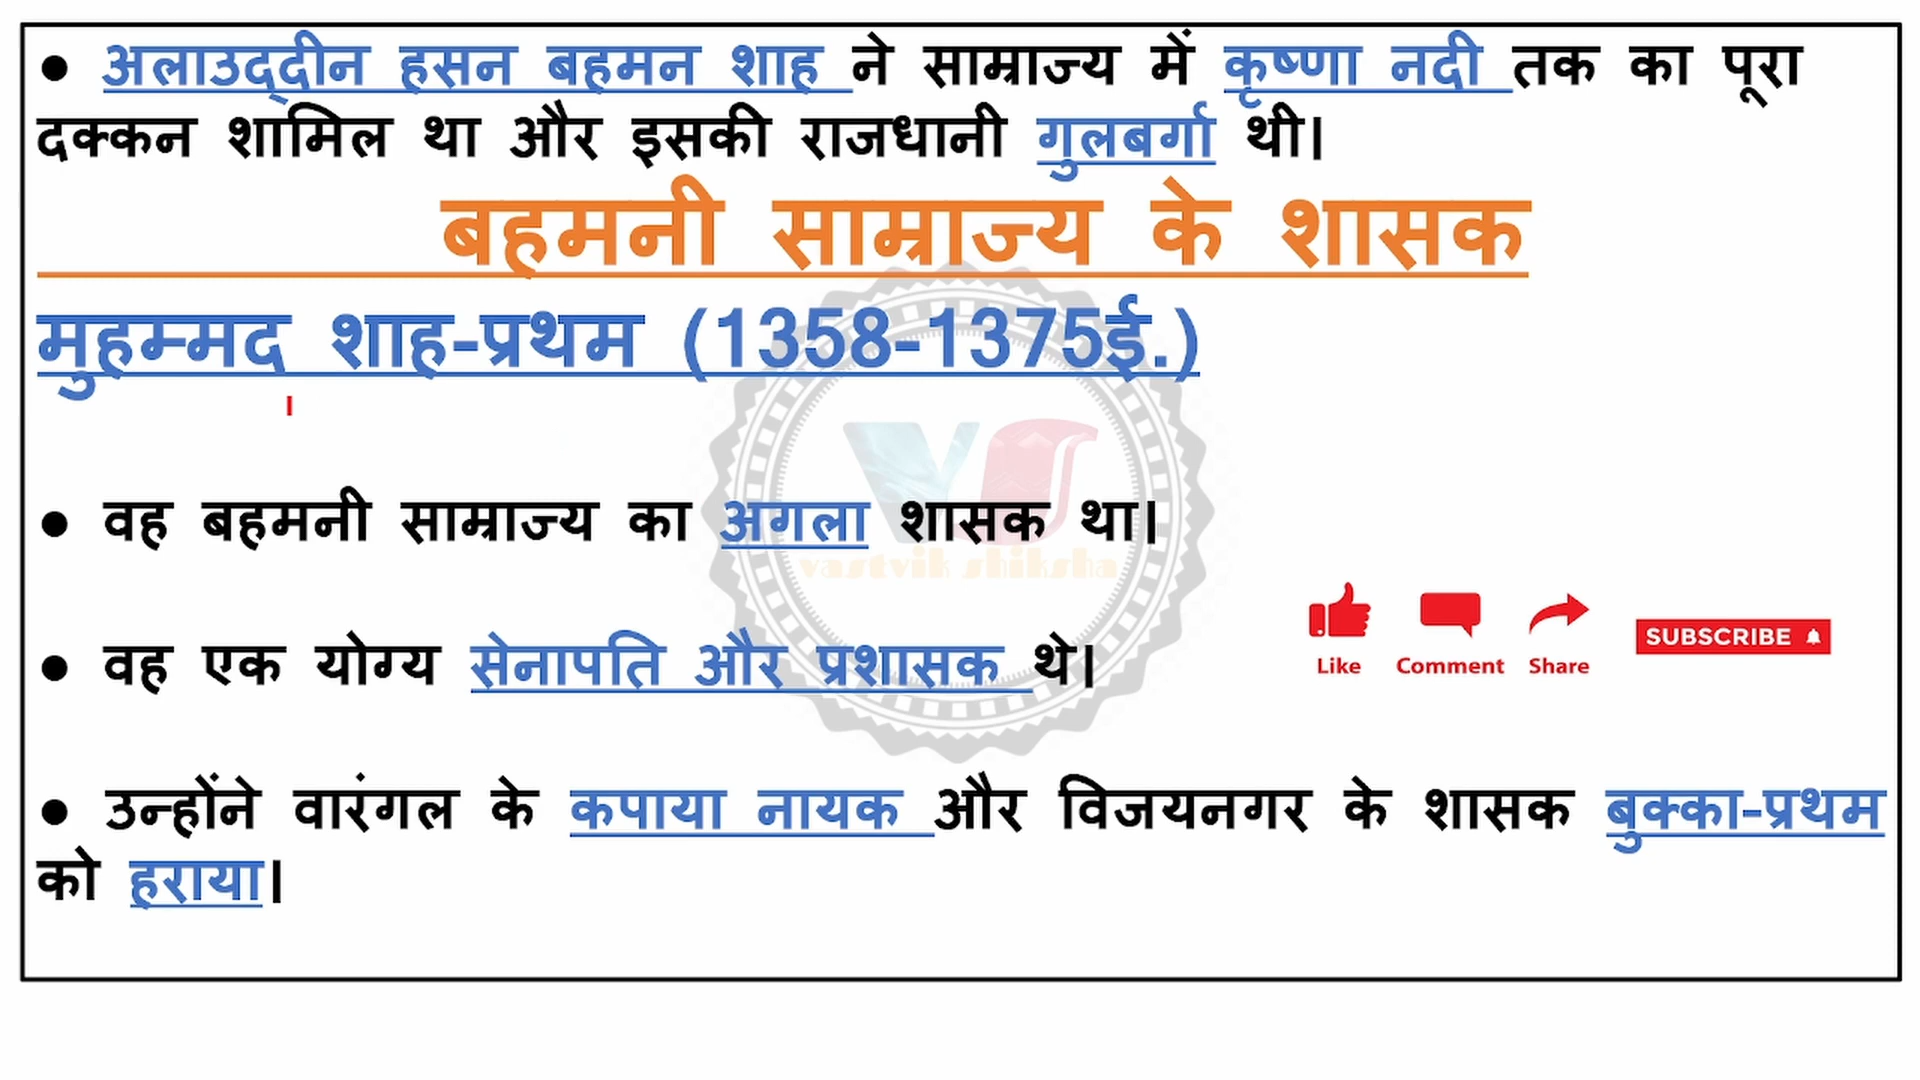 ● अलाउद्दीन हसन बहमन शाह ने साम्राज्य में कृष्णा नदी तक का पूरा
दक्कन शामिल था और इसकी राजधानी गुलबर्गा थी।
बहमनी साम्राज्य के शासक
मुहम्मद शाह-प्रथम (1358-1375ई.)
● वह बहमनी साम्राज्य का अगला शासक था।
vastvik shiksha
● वह एक योग्य सेनापति और प्रशासक थे।
Like Comment Share SUBSCRIBE
● उन्होंने वारंगल के कपाया नायक और विजयनगर के शासक बुक्का-प्रथम
को हराया।